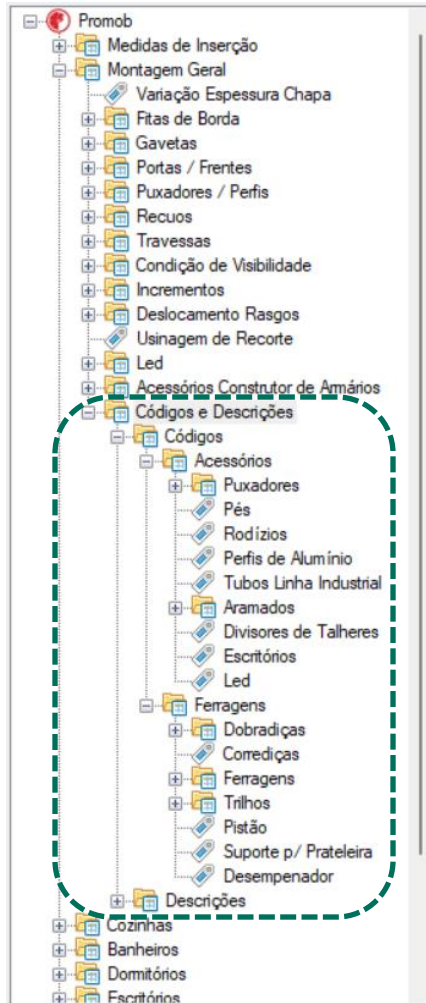 Promob
Medidas de Inserção
Montagem Geral
Variação Espessura Chapa
Fitas de Borda
Gavetas
Portas / Frentes
Puxadores / Perfis
Recuos
Travessas
Condição de Visibilidade
Incrementos
Deslocamento Rasgos
Usinagem de Recorte
Led
Acessórios Construtor de Armários
Códigos e Descrições
Códigos
Acessórios
Puxadores
Pés
Rodízios
Perfis de Alumínio
Tubos Linha Industrial
Aramados
Divisores de Talheres
Escritórios
Led
Ferragens
Dobradiças
Corrediças
Ferragens
Trilhos
Pistão
Suporte p/ Prateleira
Desempenador
Descrições
Cozinhas
Banheiros
Dormitórios
Escritórios